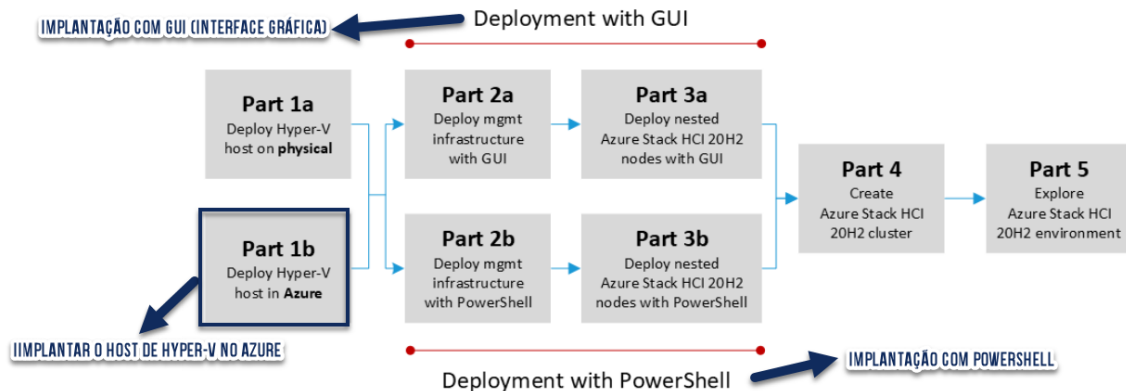 IMPLANTAÇÃO COM GUI (INTERFACE GRÁFICA)
Deployment with GUI
Part 1a
Deploy Hyper-V
host on physical
Part 2a
Deploy mgmt
infrastructure
with GUI
Part 3a
Deploy nested
Azure Stack HCI 20H2
nodes with GUI
Part 4
Create
Azure Stack HCI
20H2 cluster
Part 5
Explore
Azure Stack HCI
20H2 environment
Part 1b
Deploy Hyper-V
host in Azure
Part 2b
Deploy mgmt
infrastructure
with PowerShell
Part 3b
Deploy nested
Azure Stack HCI 20H2
nodes with PowerShell
IIMPLANTAR O HOST DE HYPER-V NO AZURE
IMPLANTAÇÃO COM POWERSHELL
Deployment with PowerShell